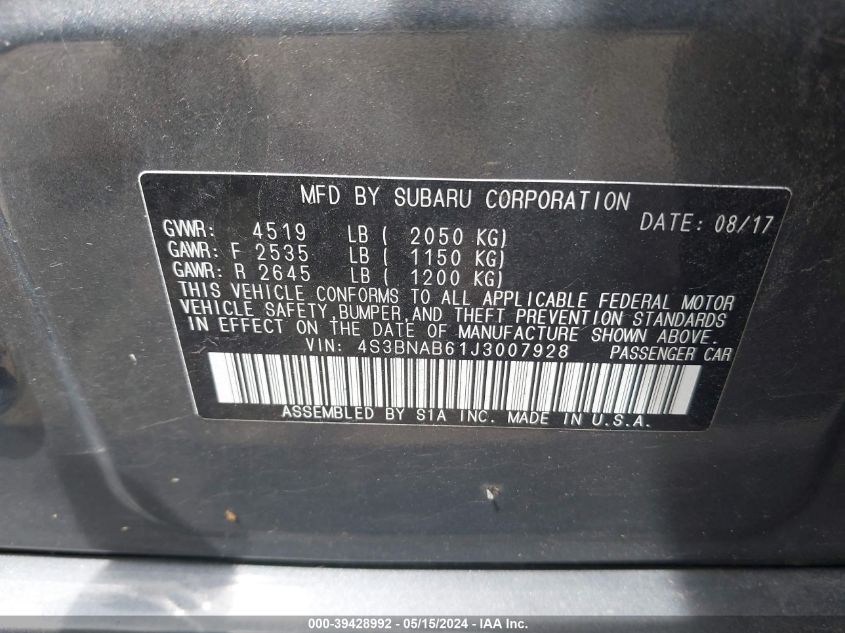 MFD BY SUBARU CORPORATION
DATE: 08/17
GVWR: 4519 LB ( 2050 KG)
GAWR: F 2535 LB ( 1150 KG)
GAWR: R 2645 LB ( 1200 KG)
THIS VEHICLE CONFORMS TO ALL APPLICABLE FEDERAL MOTOR
VEHICLE SAFETY, BUMPER, AND THEFT PREVENTION STANDARDS
IN EFFECT ON THE DATE OF MANUFACTURE SHOWN ABOVE.
VIN: 4S3BNAB61J3007928 PASSENGER CAR
ASSEMBLED BY SIA INC. MADE IN U.S.A.
000-39428992 - 05/15/2024 - IAA Inc.